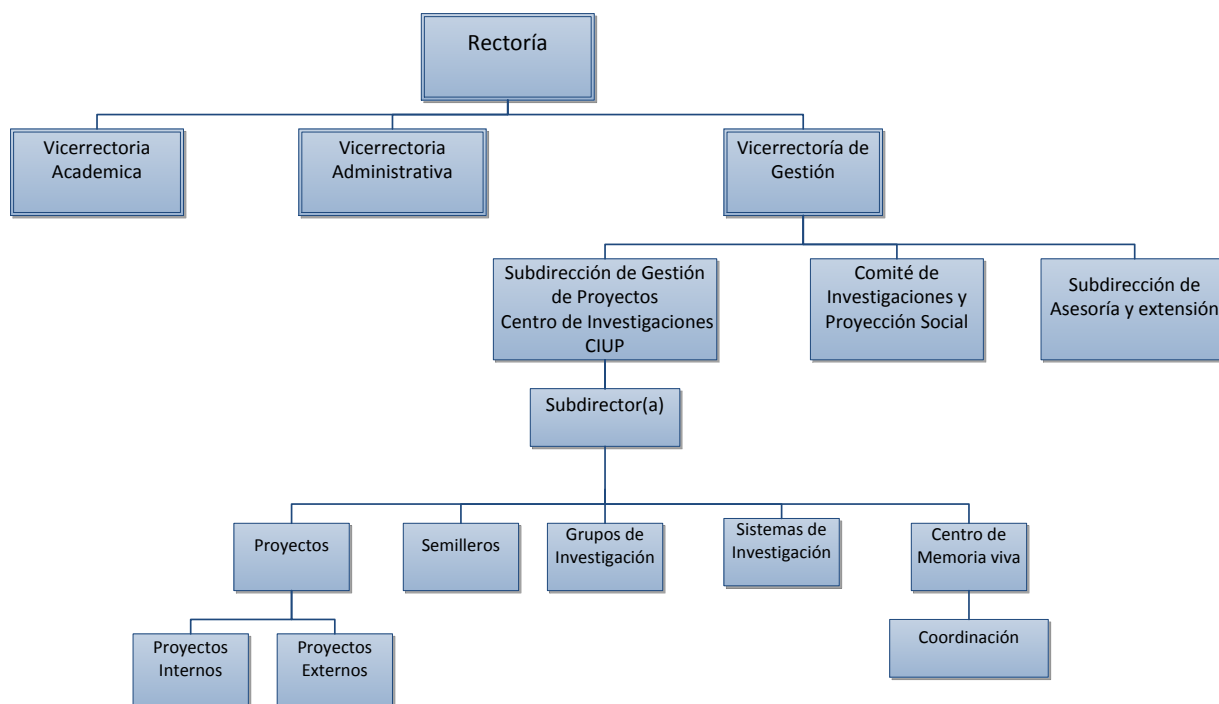 Rectoría
Vicerrectoria
Academica
Vicerrectoria
Administrativa
Vicerrectoría de
Gestión
Subdirección de Gestión
de Proyectos
Centro de Investigaciones
CIUP
Comité de
Investigaciones y
Proyección Social
Subdirección de
Asesoría y extensión
Subdirector(a)
Proyectos
Semilleros
Grupos de
Investigación
Sistemas de
Investigación
Centro de
Memoria viva
Proyectos
Internos
Proyectos
Externos
Coordinación